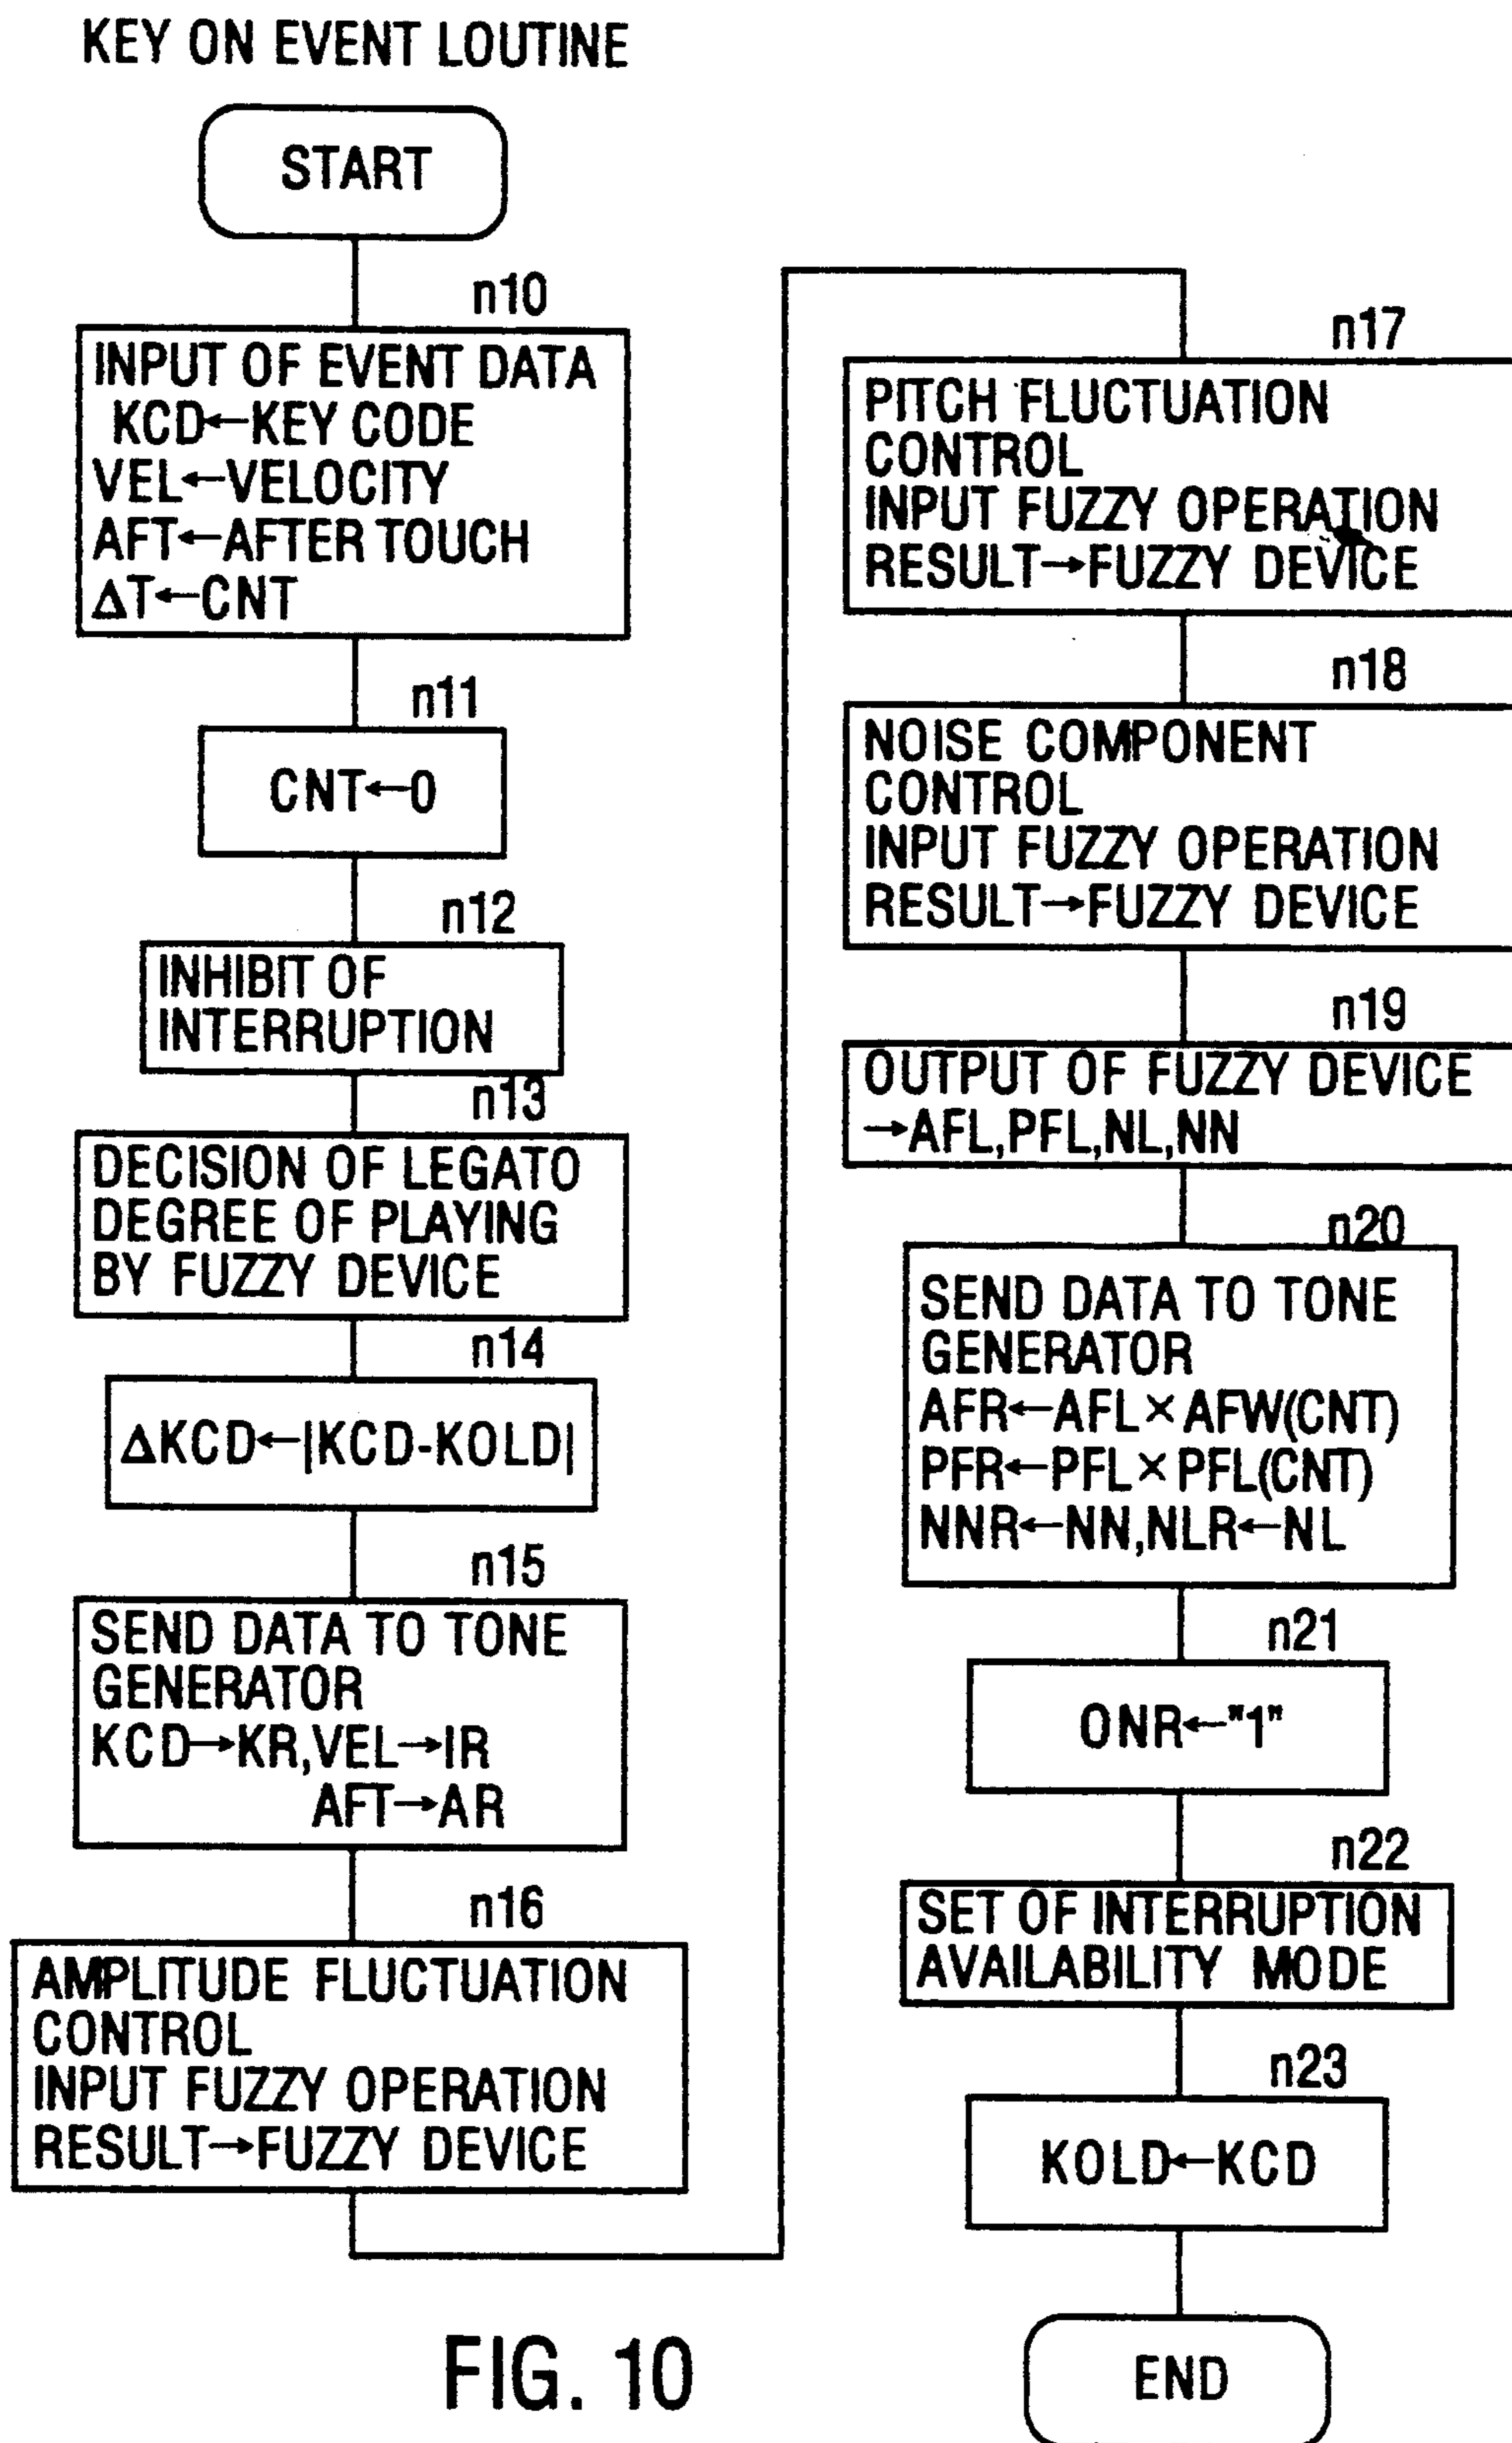 KEY ON EVENT LOUTINE
START
n10
INPUT OF EVENT DATA
KCD←KEY CODE
VEL←VELOCITY
AFT←AFTER TOUCH
ΔT←CNT
n11
CNT←0
n12
INHIBIT OF
INTERRUPTION
n13
DECISION OF LEGATO
DEGREE OF PLAYING
BY FUZZY DEVICE
n14
ΔKCD←|KCD-KOLD|
n15
SEND DATA TO TONE
GENERATOR
KCD→KR,VEL→IR
AFT→AR
n16
AMPLITUDE FLUCTUATION
CONTROL
INPUT FUZZY OPERATION
RESULT→FUZZY DEVICE
n17
PITCH FLUCTUATION
CONTROL
INPUT FUZZY OPERATION
RESULT→FUZZY DEVICE
n18
NOISE COMPONENT
CONTROL
INPUT FUZZY OPERATION
RESULT→FUZZY DEVICE
n19
OUTPUT OF FUZZY DEVICE
→AFL,PFL,NL,NN
n20
SEND DATA TO TONE
GENERATOR
AFR←AFL×AFW(CNT)
PFR←PFL×PFL(CNT)
NNR←NN,NLR←NL
n21
ONR←"1"
n22
SET OF INTERRUPTION
AVAILABILITY MODE
n23
KOLD←KCD
END
FIG. 10